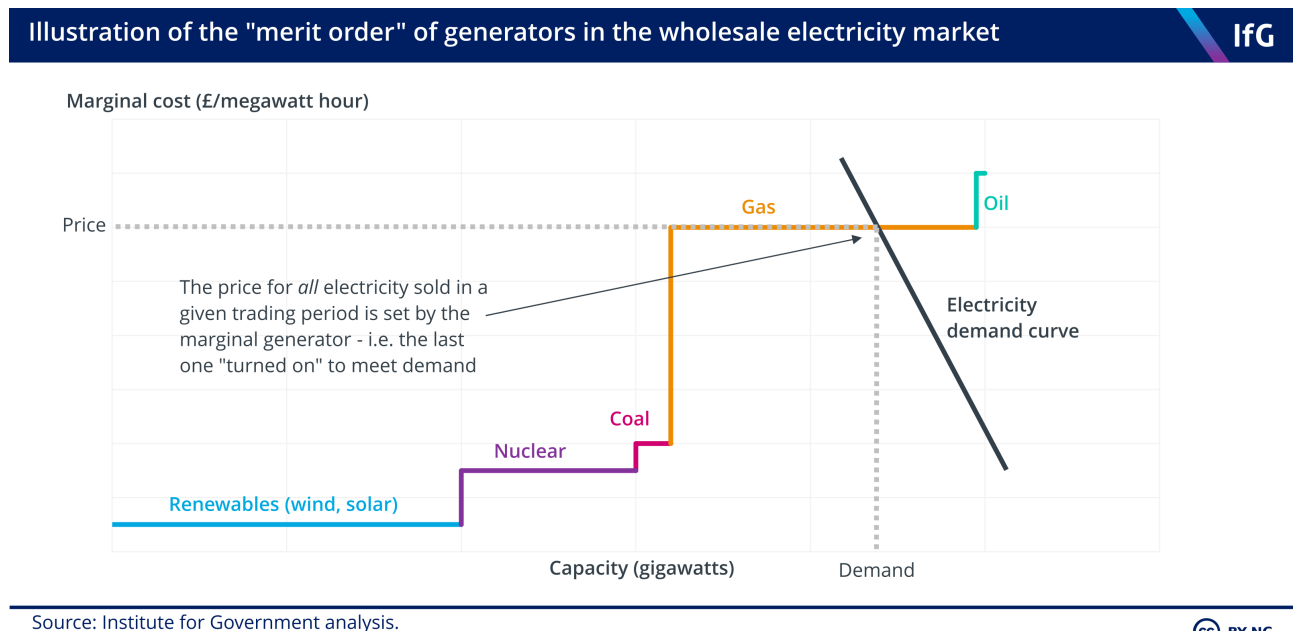 Illustration of the "merit order" of generators in the wholesale electricity market
IfG
Marginal cost (£/megawatt hour)
Gas
Oil
Price
The price for all electricity sold in a
given trading period is set by the
marginal generator - i.e. the last
one "turned on" to meet demand
Electricity
demand curve
Coal
Nuclear
Renewables (wind, solar)
Capacity (gigawatts)
Demand
Source: Institute for Government analysis.
cc BY-NC